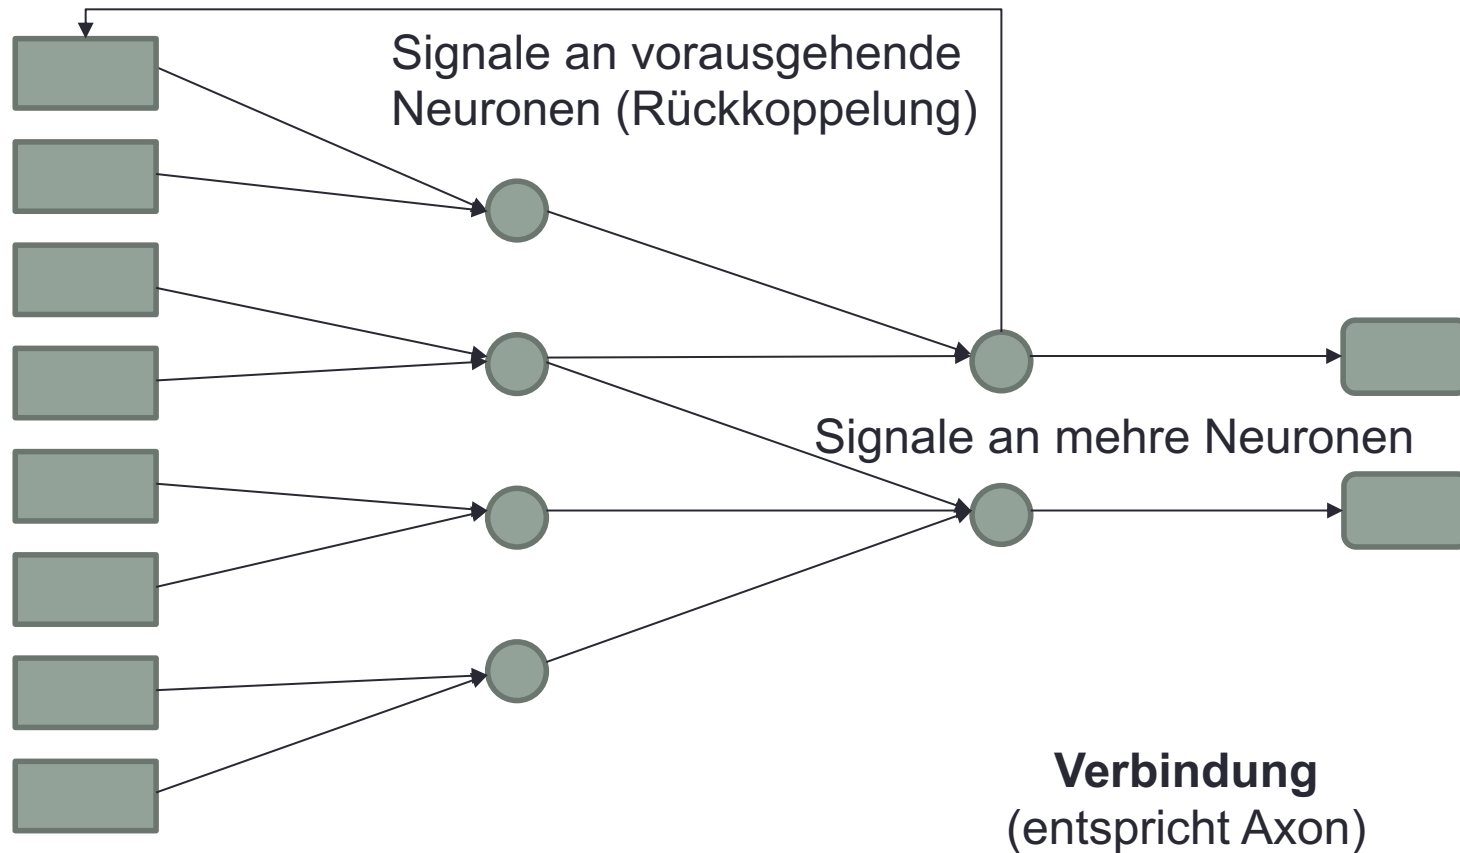 Signale an vorausgehende
Neuronen (Rückkoppelung)
Signale an mehre Neuronen
Verbindung
(entspricht Axon)